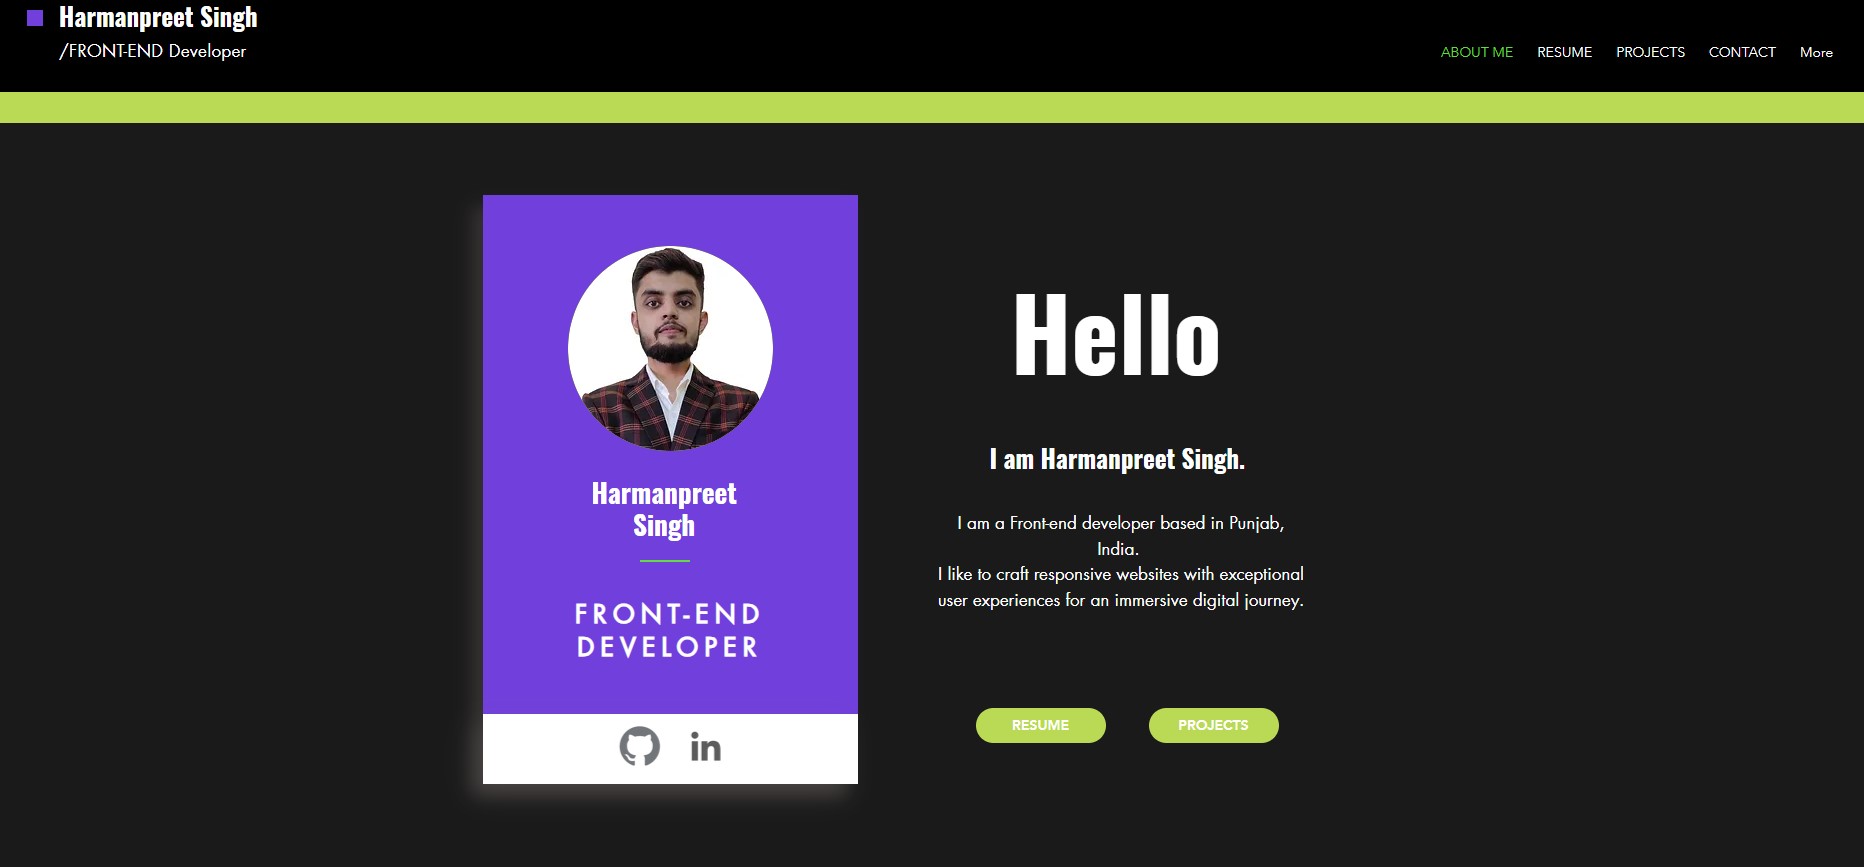 Harmanpreet Singh
/FRONT-END Developer
ABOUT ME RESUME PROJECTS CONTACT More
Harmanpreet
Singh
FRONT-END
DEVELOPER
in
Hello
I am Harmanpreet Singh.
I am a Front-end developer based in Punjab,
India.
I like to craft responsive websites with exceptional
user experiences for an immersive digital journey.
RESUME PROJECTS